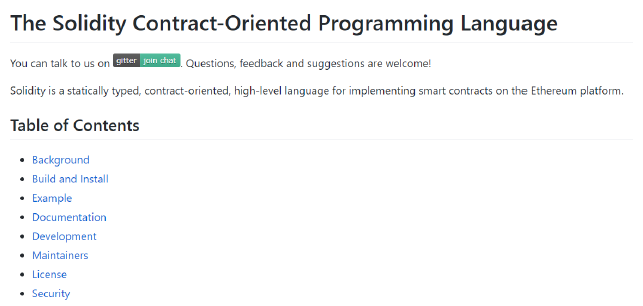 The Solidity Contract-Oriented Programming Language
You can talk to us on gitter join chat. Questions, feedback and suggestions are welcome!
Solidity is a statically typed, contract-oriented, high-level language for implementing smart contracts on the Ethereum platform.
Table of Contents
• Background
• Build and Install
• Example
• Documentation
• Development
• Maintainers
• License
• Security